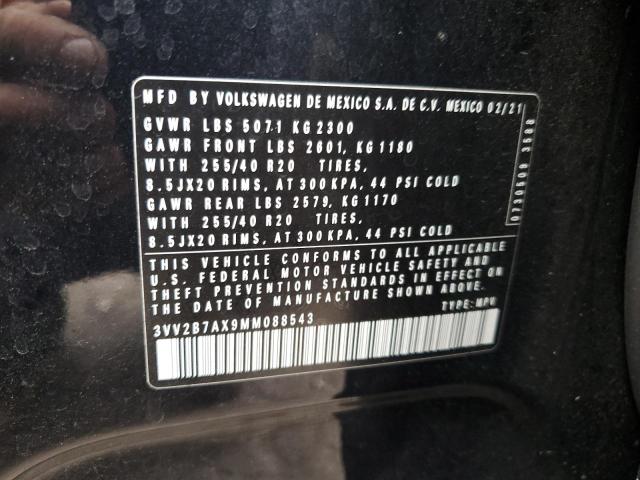 MFD BY VOLKSWAGEN DE MEXICO S.A. DE C.V. MEXICO 02/21
GVWR LBS 5071 KG 2300
GAWR FRONT LBS 2601, KG 1180
WITH 255/40 R20 TIRES,
8.5JX20 RIMS, AT 300 KPA, 44 PSI COLD
GAWR REAR LBS 2579, KG 1170
WITH 255/40 R20 TIRES,
8.5JX20 RIMS, AT 300 KPA, 44 PSI COLD
THIS VEHICLE CONFORMS TO ALL APPLICABLE
U.S. FEDERAL MOTOR VEHICLE SAFETY AND
THEFT PREVENTION STANDARDS IN EFFECT ON
THE DATE OF MANUFACTURE SHOWN ABOVE.
3VV2B7AX9MM088543
TYPE: MPV
0730508 3588